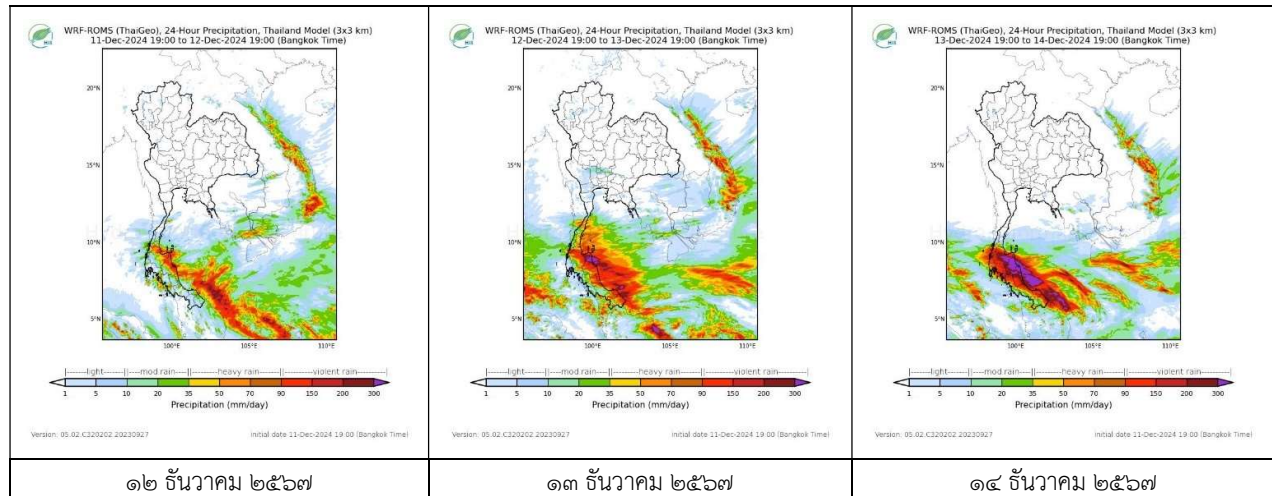 WRF-ROMS (ThaiGeo), 24-Hour Precipitation, Thailand Model (3x3 km)
11-Dec-2024 19:00 to 12-Dec-2024 19:00 (Bangkok Time)
20°N
15°N
10°N
5°N
100°E 105°E 110°E
|--------light--------||----mod rain----||--------heavy rain--------||--------violent rain--------|
1 5 10 20 35 50 70 90 150 200 300
Precipitation (mm/day)
Version: 05.02.C320202.20230927 initial date 11-Dec-2024 19:00 (Bangkok Time)
๑๒ ธันวาคม ๒๕๖๗
WRF-ROMS (ThaiGeo), 24-Hour Precipitation, Thailand Model (3x3 km)
12-Dec-2024 19:00 to 13-Dec-2024 19:00 (Bangkok Time)
20°N
15°N
10°N
5°N
100°E 105°E 110°E
|--------light--------||----mod rain----||--------heavy rain--------||--------violent rain--------|
1 5 10 20 35 50 70 90 150 200 300
Precipitation (mm/day)
Version: 05.02.C320202.20230927 initial date 11-Dec-2024 19:00 (Bangkok Time)
๑๓ ธันวาคม ๒๕๖๗
WRF-ROMS (ThaiGeo), 24-Hour Precipitation, Thailand Model (3x3 km)
13-Dec-2024 19:00 to 14-Dec-2024 19:00 (Bangkok Time)
20°N
15°N
10°N
5°N
100°E 105°E 110°E
|--------light--------||----mod rain----||--------heavy rain--------||--------violent rain--------|
1 5 10 20 35 50 70 90 150 200 300
Precipitation (mm/day)
Version: 05.02.C320202.20230927 initial date 11-Dec-2024 19:00 (Bangkok Time)
๑๔ ธันวาคม ๒๕๖๗